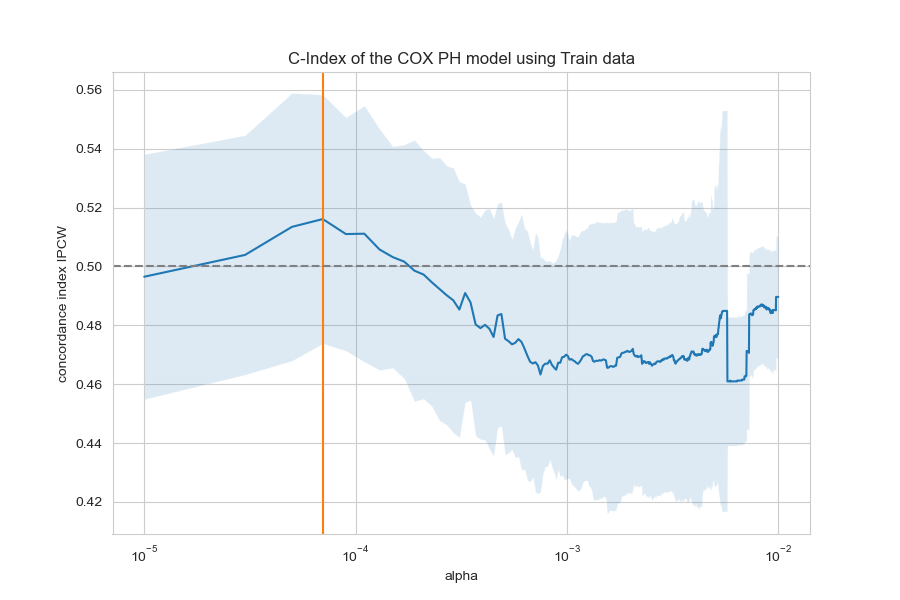 C-Index of the COX PH model using Train data
concordance index IPCW
0.56
0.54
0.52
0.50
0.48
0.46
0.44
0.42
10⁻⁵ 10⁻⁴ 10⁻³ 10⁻²
alpha